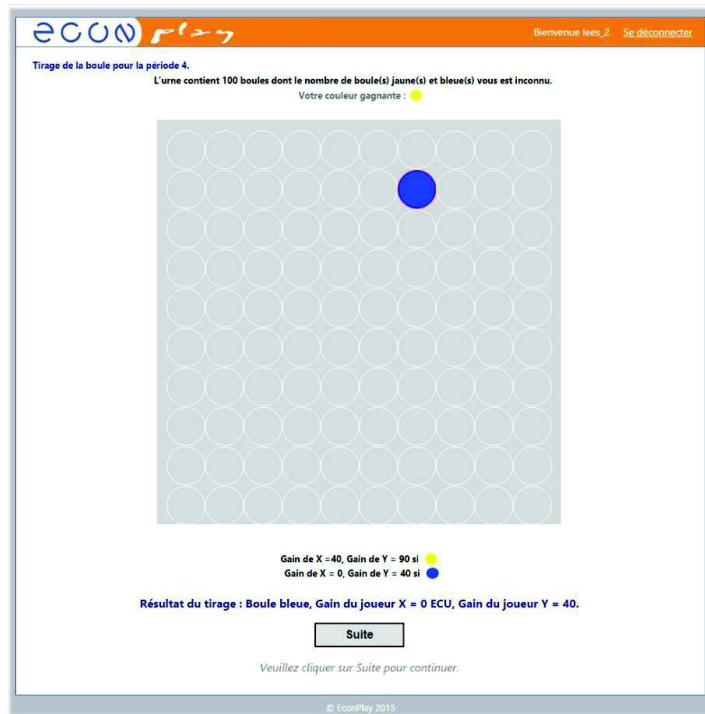 econ play
Bienvenue lees_2 Se déconnecter
Tirage de la boule pour la période 4.
L'urne contient 100 boules dont le nombre de boule(s) jaune(s) et bleue(s) vous est inconnu.
Votre couleur gagnante :
Gain de X =40, Gain de Y = 90 si
Gain de X = 0, Gain de Y = 40 si
Résultat du tirage : Boule bleue, Gain du joueur X = 0 ECU, Gain du joueur Y = 40.
Suite
Veuillez cliquer sur Suite pour continuer.
© EconPlay 2015